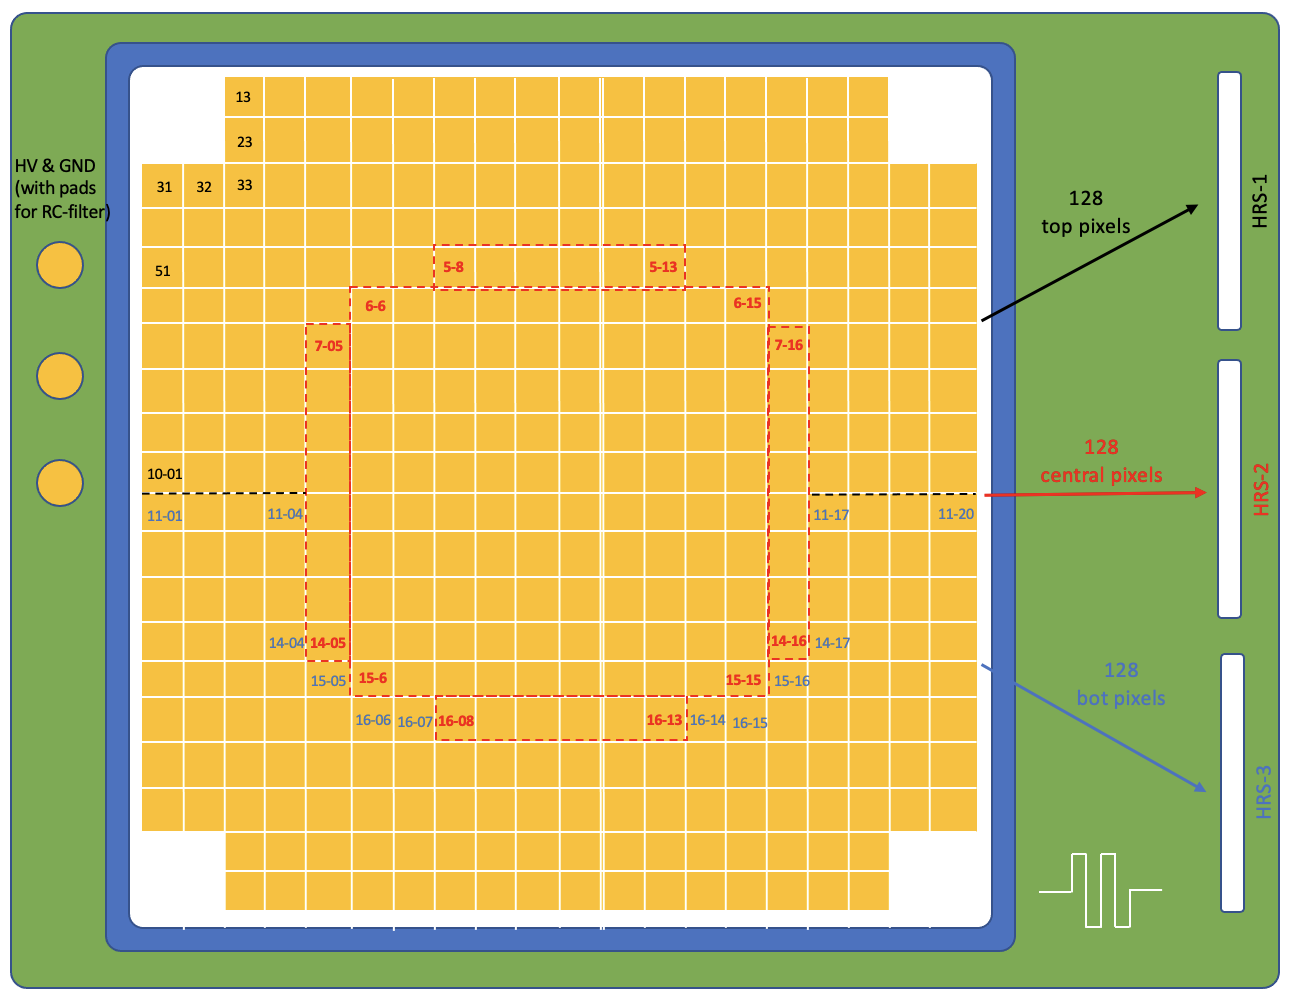 13
23
HV & GND
(with pads
for RC-filter)
31 32 33
128
top pixels
HRS-1
51
5-8 5-13
6-6 6-15
7-05 7-16
128
central pixels
HRS-2
10-01
11-01 11-04 11-17 11-20
14-04 14-05 14-16 14-17
15-05 15-6 15-15 15-16
128
bot pixels
16-06 16-07 16-08 16-13 16-14 16-15
HRS-3